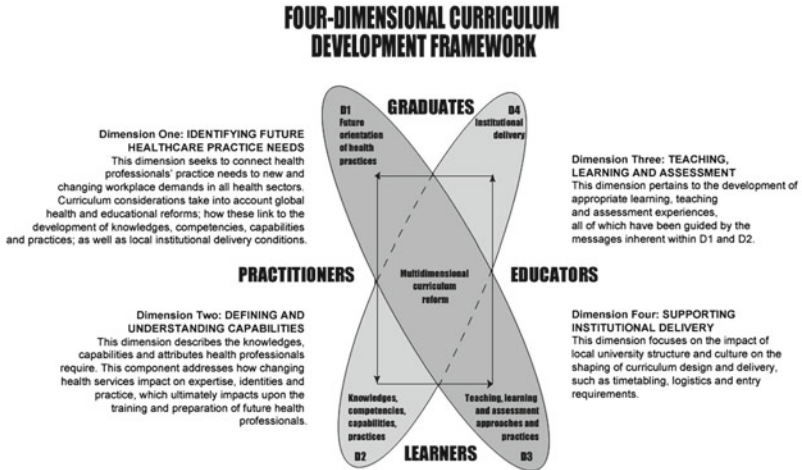 FOUR-DIMENSIONAL CURRICULUM
DEVELOPMENT FRAMEWORK
GRADUATES
D1
Future
orientation
of health
practices
D4
Institutional
delivery
Dimension One: IDENTIFYING FUTURE
HEALTHCARE PRACTICE NEEDS
This dimension seeks to connect health
professionals' practice needs to new and
changing workplace demands in all health sectors.
Curriculum considerations take into account global
health and educational reforms; how these link to the
development of knowledges, competencies, capabilities
and practices; as well as local institutional delivery conditions.
Dimension Three: TEACHING,
LEARNING AND ASSESSMENT
This dimension pertains to the development of
appropriate learning, teaching
and assessment experiences,
all of which have been guided by the
messages inherent within D1 and D2.
PRACTITIONERS
Multidimensional
curriculum
reform
EDUCATORS
Dimension Two: DEFINING AND
UNDERSTANDING CAPABILITIES
This dimension describes the knowledges,
capabilities and attributes health professionals
require. This component addresses how changing
health services impact on expertise, identities and
practice, which ultimately impacts upon the
training and preparation of future health
professionals.
Dimension Four: SUPPORTING
INSTITUTIONAL DELIVERY
This dimension focuses on the impact of
local university structure and culture on the
shaping of curriculum design and delivery,
such as timetabling, logistics and entry
requirements.
Knowledges,
competencies,
capabilities,
practices
D2
Teaching, learning
and assessment
approaches and
practices
D3
LEARNERS